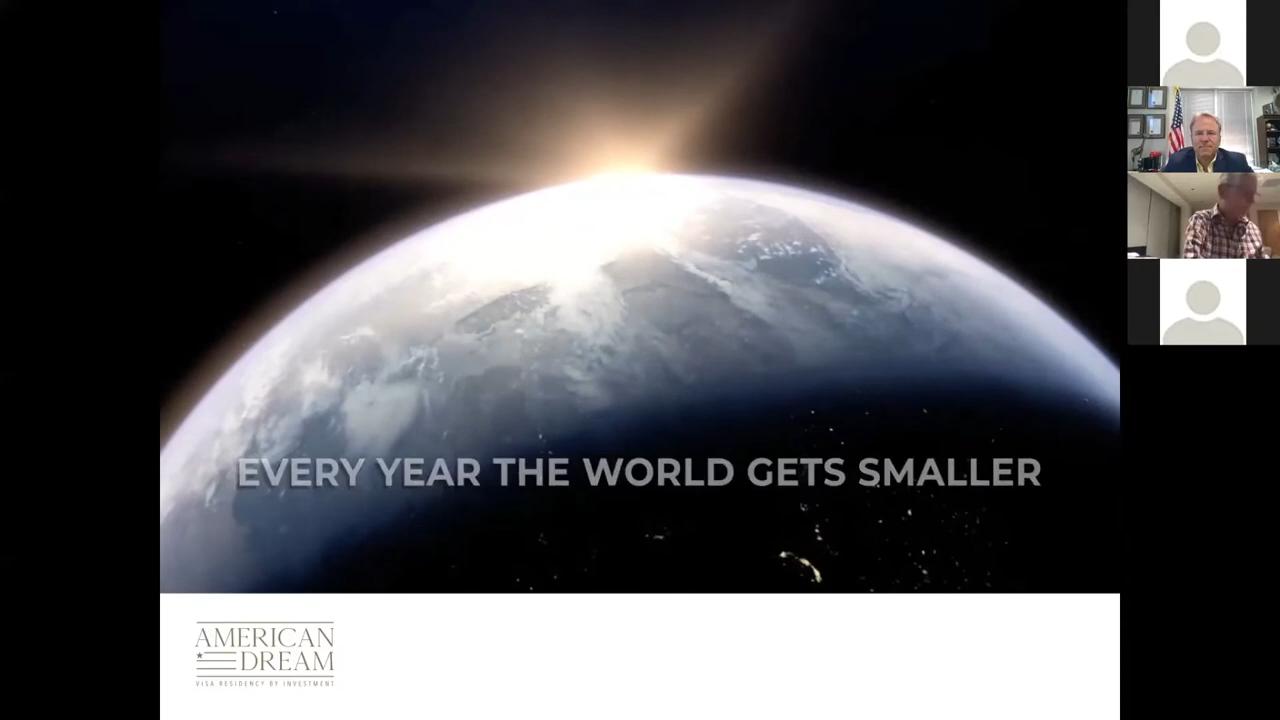 EVERY YEAR THE WORLD GETS SMALLER
AMERICAN
DREAM
VISA RESIDENCY BY INVESTMENT